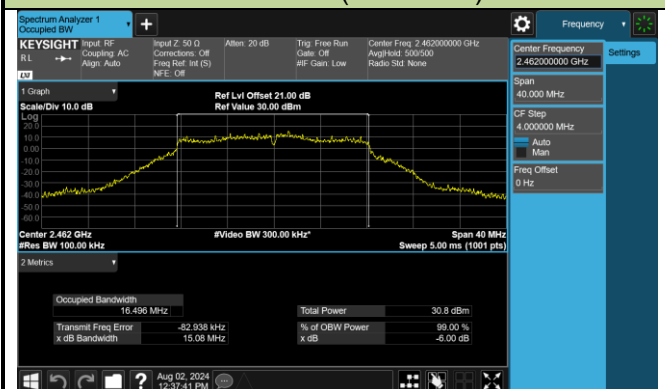 Spectrum Analyzer 1
Occupied BW
Frequency
KEYSIGHT
RL
Input: RF
Coupling: AC
Align: Auto
Input Z: 50 Ω
Corrections: Off
Freq Ref: Int (S)
NFE: Off
Atten: 20 dB
Trig: Free Run
Gate: Off
#IF Gain: Low
Center Freq: 2.462000000 GHz
Avg|Hold: 500/500
Radio Std: None
LXI
1 Graph
Scale/Div 10.0 dB
Ref Lvl Offset 21.00 dB
Ref Value 30.00 dBm
Log
20.0
10.0
0.00
-10.0
-20.0
-30.0
-40.0
-50.0
-60.0
Center 2.462 GHz
#Video BW 300.00 kHz*
Span 40 MHz
#Res BW 100.00 kHz
Sweep 5.00 ms (1001 pts)
2 Metrics
Occupied Bandwidth
16.496 MHz
Total Power
30.8 dBm
Transmit Freq Error
-82.938 kHz
% of OBW Power
99.00 %
x dB Bandwidth
15.08 MHz
x dB
-6.00 dB
Aug 02, 2024
12:37:41 PM
Center Frequency
2.462000000 GHz
Settings
Span
40.000 MHz
CF Step
4.000000 MHz
Auto
Man
Freq Offset
0 Hz